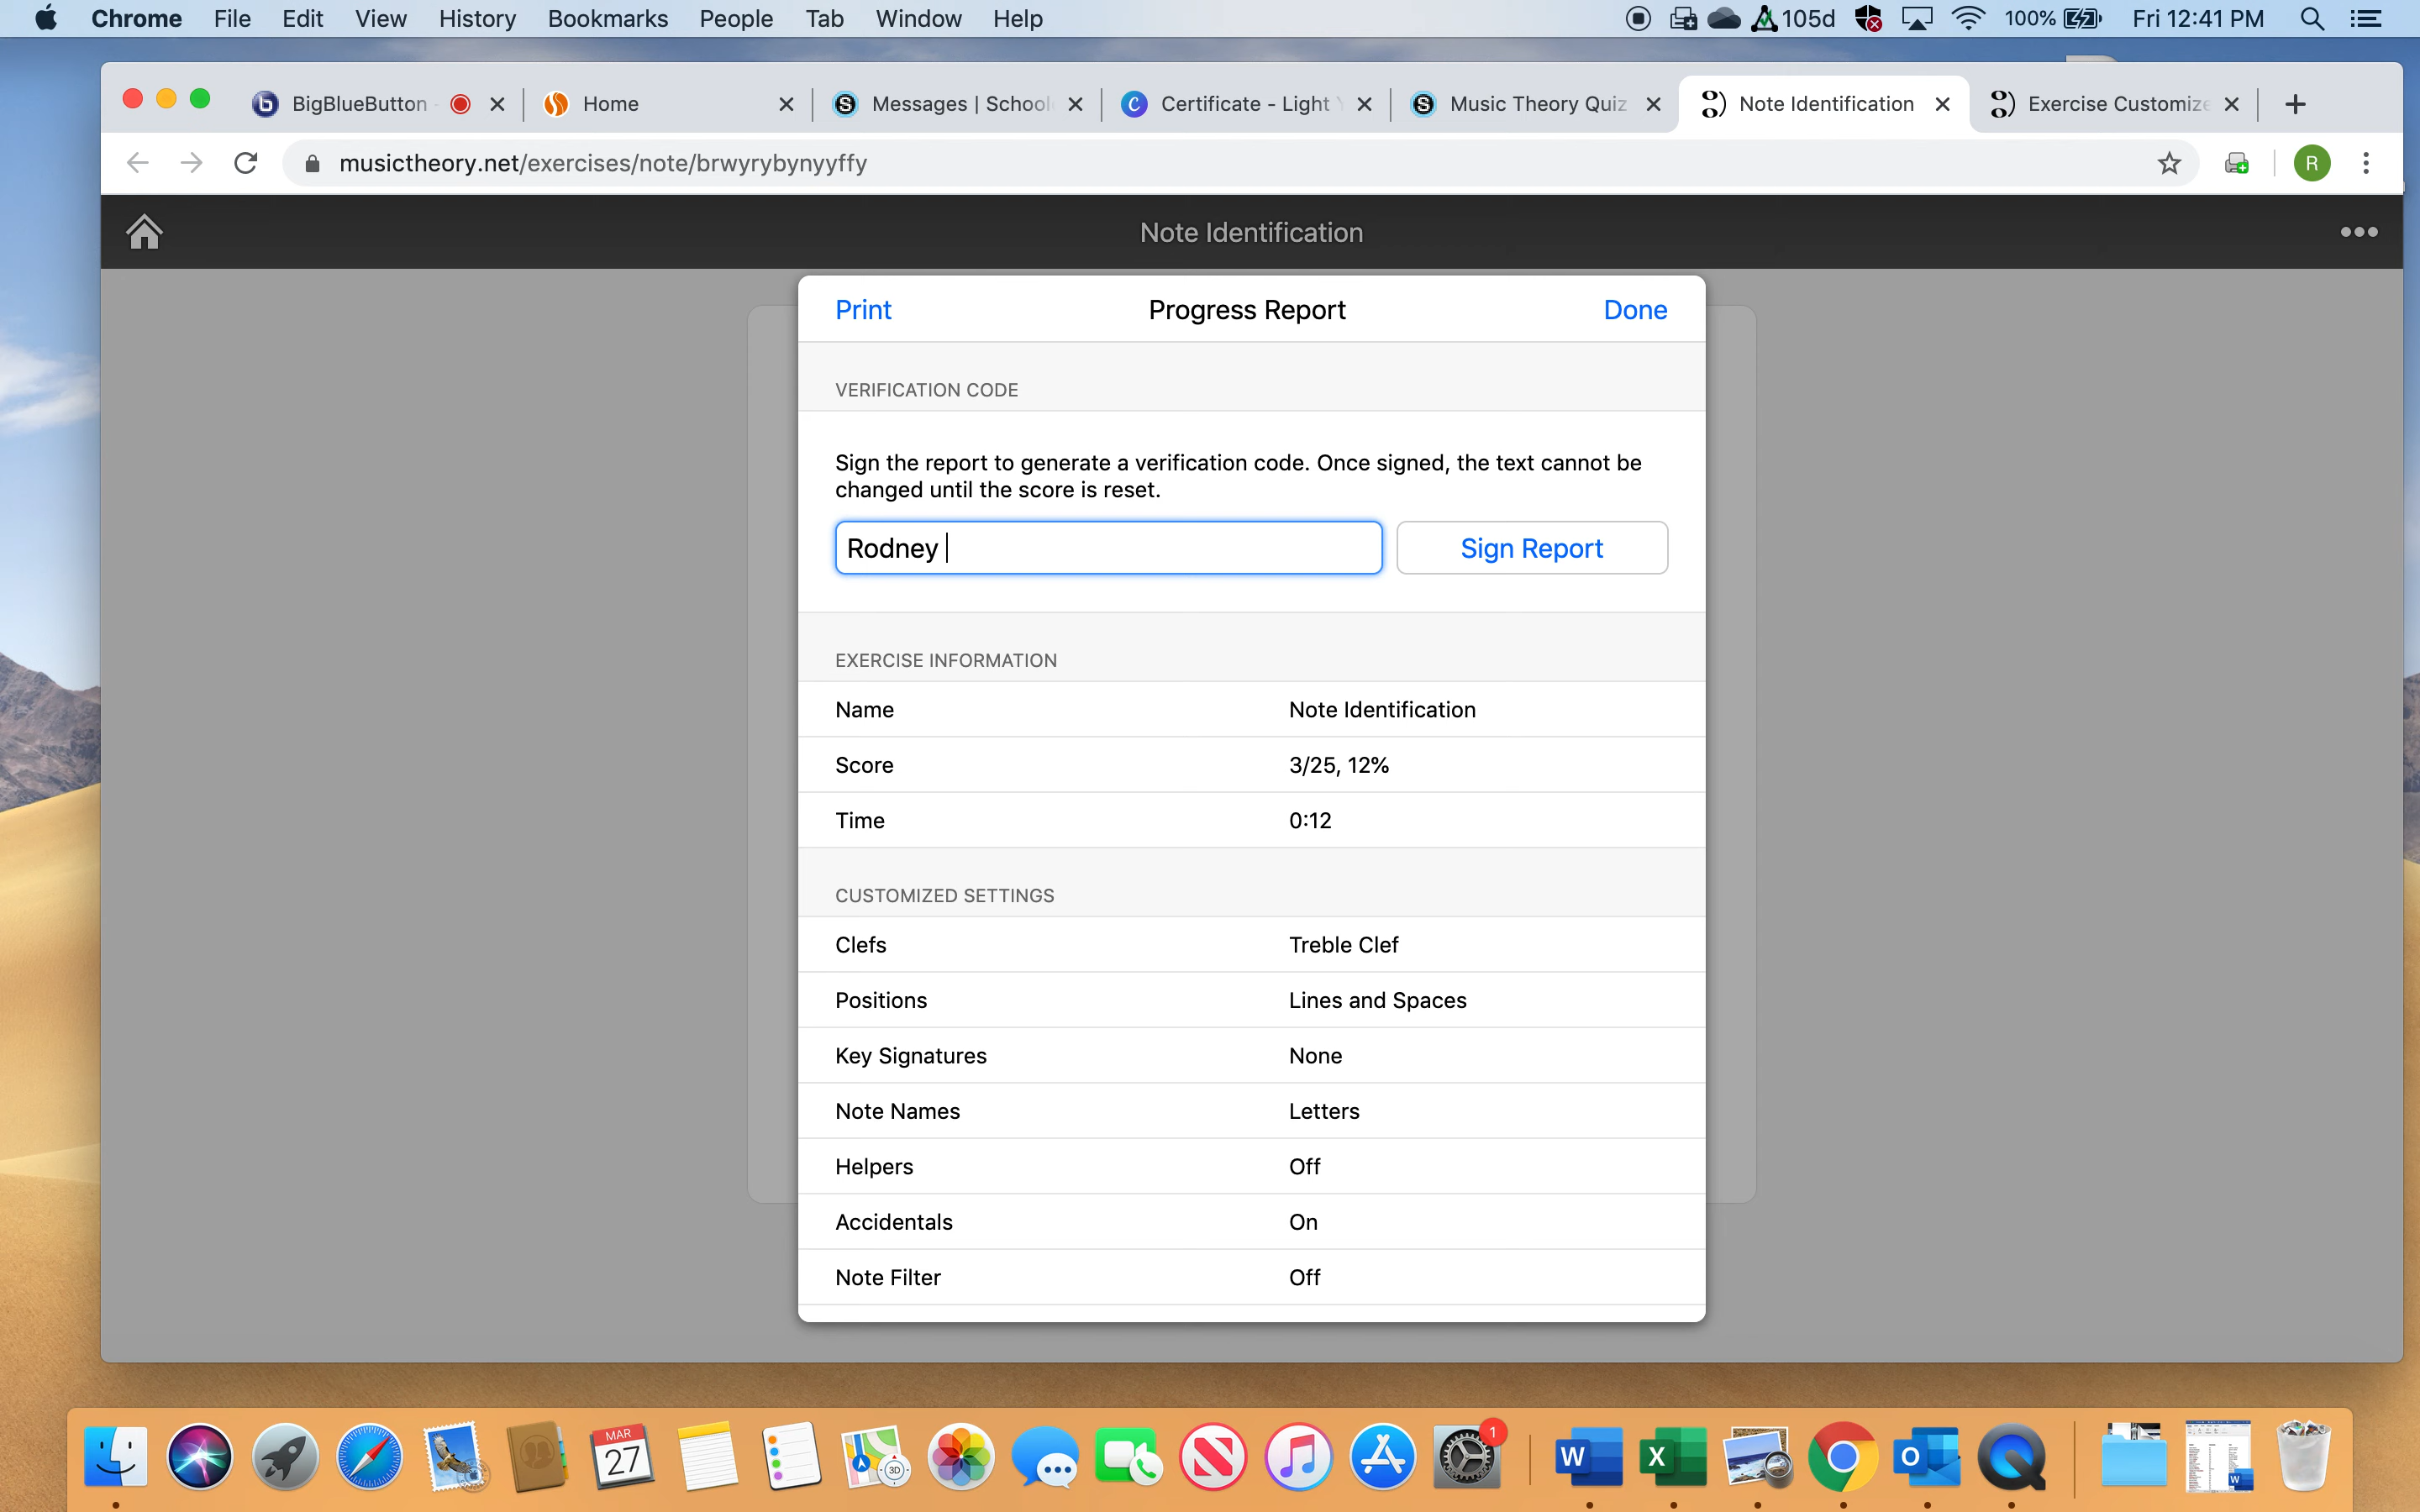 Chrome File Edit View History Bookmarks People Tab Window Help 105d 100% Fri 12:41 PM
BigBlueButton - Home Messages | School Certificate - Light Music Theory Quiz Note Identification Exercise Customize
musictheory.net/exercises/note/brwyrybynyyffy R
Note Identification
Print Progress Report Done
VERIFICATION CODE
Sign the report to generate a verification code. Once signed, the text cannot be
changed until the score is reset.
Rodney Sign Report
EXERCISE INFORMATION
Name Note Identification
Score 3/25, 12%
Time 0:12
CUSTOMIZED SETTINGS
Clefs Treble Clef
Positions Lines and Spaces
Key Signatures None
Note Names Letters
Helpers Off
Accidentals On
Note Filter Off
MAR
27
3D
1
W X O
W